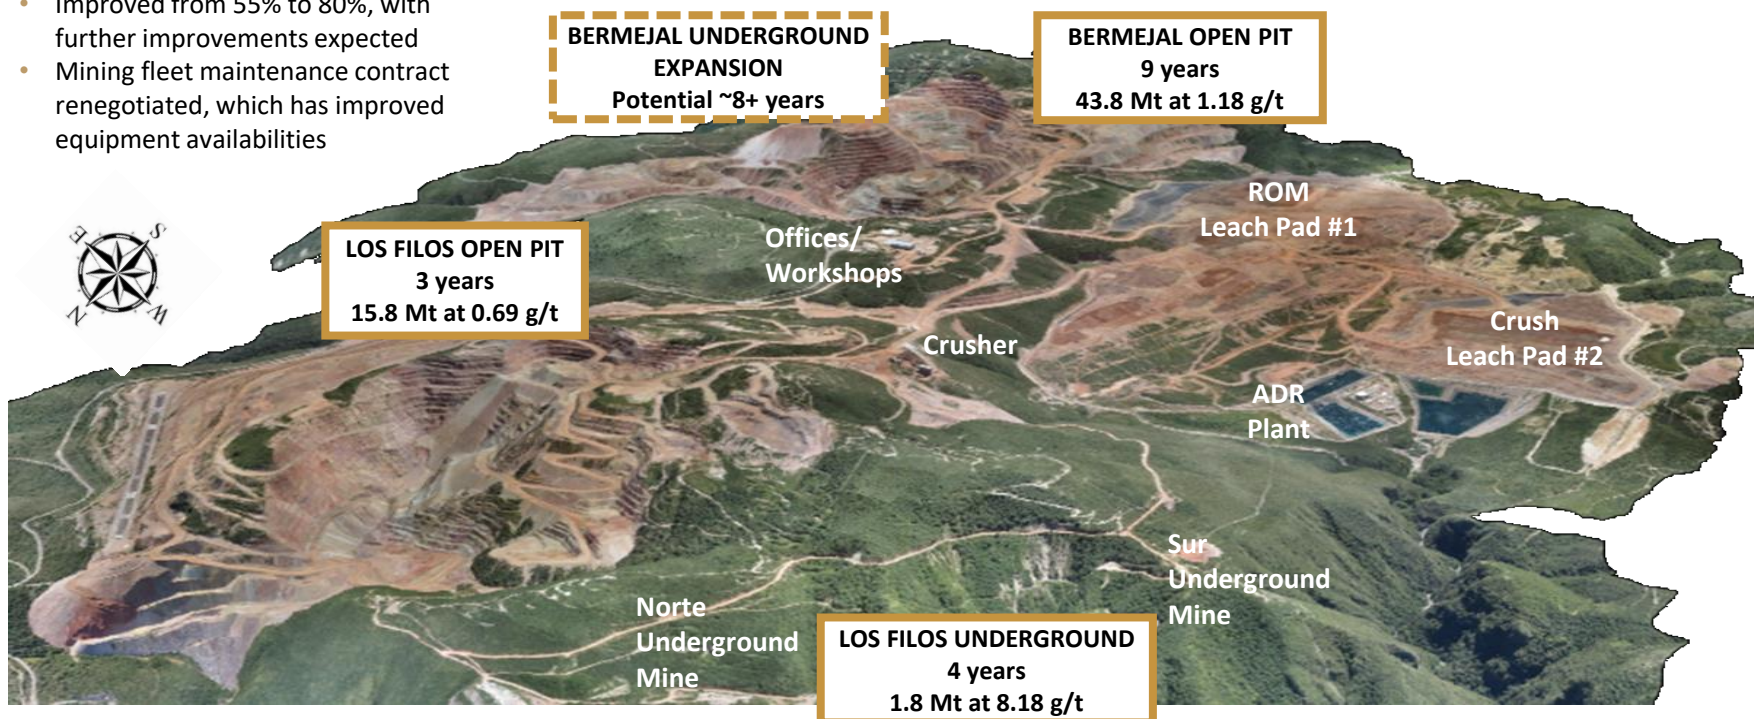 • Improved from 55% to 80%, with
further improvements expected
• Mining fleet maintenance contract
renegotiated, which has improved
equipment availabilities
BERMEJAL UNDERGROUND
EXPANSION
Potential ~8+ years
BERMEJAL OPEN PIT
9 years
43.8 Mt at 1.18 g/t
E
S
N
W
LOS FILOS OPEN PIT
3 years
15.8 Mt at 0.69 g/t
Offices/
Workshops
ROM
Leach Pad #1
Crusher
Crush
Leach Pad #2
ADR
Plant
Sur
Underground
Mine
Norte
Underground
Mine
LOS FILOS UNDERGROUND
4 years
1.8 Mt at 8.18 g/t